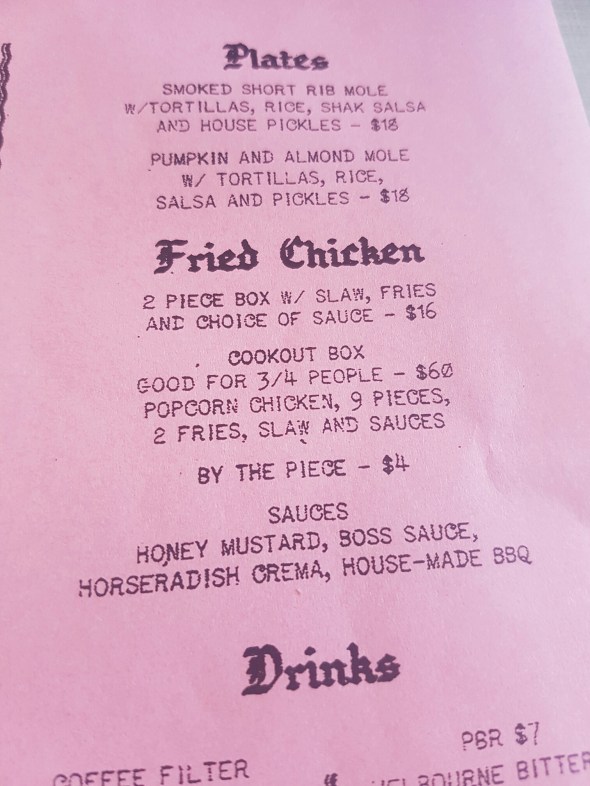 Plates
SMOKED SHORT RIB MOLE
W/TORTILLAS, RICE, SHAK SALSA
AND HOUSE PICKLES - $18
PUMPKIN AND ALMOND MOLE
W/ TORTILLAS, RICE,
SALSA AND PICKLES - $18
Fried Chicken
2 PIECE BOX W/ SLAW, FRIES
AND CHOICE OF SAUCE - $16
COOKOUT BOX
GOOD FOR 3/4 PEOPLE - $60
POPCORN CHICKEN, 9 PIECES,
2 FRIES, SLAW AND SAUCES
BY THE PIECE - $4
SAUCES
HONEY MUSTARD, BOSS SAUCE,
HORSERADISH CREMA, HOUSE-MADE BBQ
Drinks
PBR $7
COFFEE FILTER
MELBOURNE BITTER